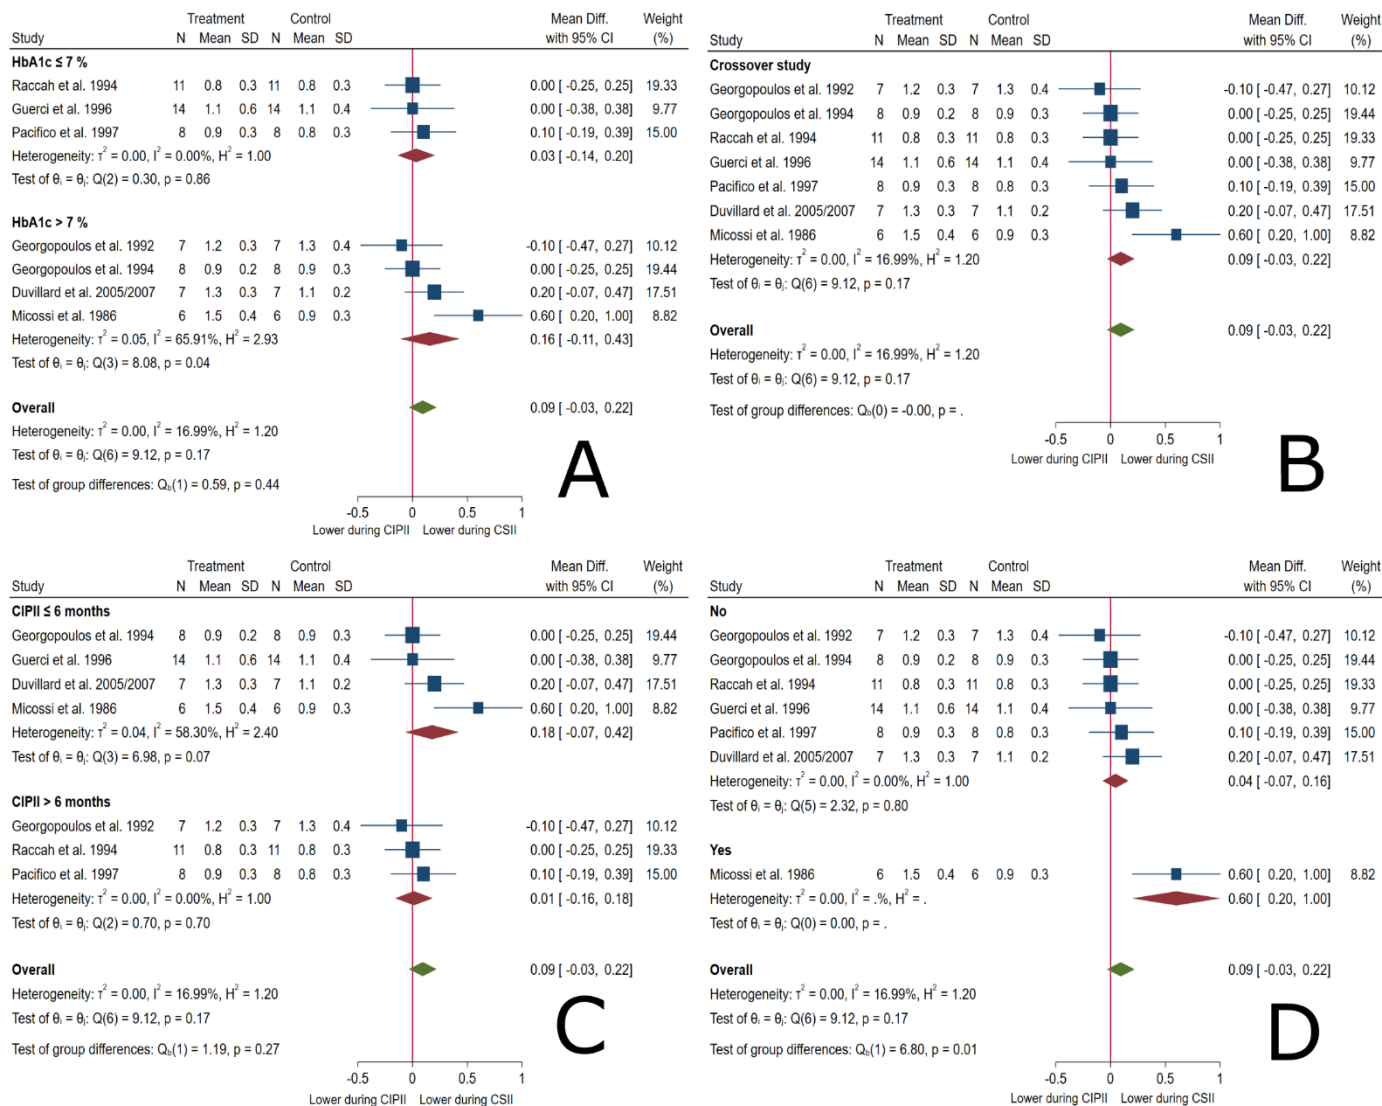 Treatment Control Mean Diff. Weight
Study N Mean SD N Mean SD with 95% CI (%)
HbA1c ≤ 7 %
Raccah et al. 1994 11 0.8 0.3 11 0.8 0.3 0.00 [ -0.25, 0.25] 19.33
Guerci et al. 1996 14 1.1 0.6 14 1.1 0.4 0.00 [ -0.38, 0.38] 9.77
Pacifico et al. 1997 8 0.9 0.3 8 0.8 0.3 0.10 [ -0.19, 0.39] 15.00
Heterogeneity: τ² = 0.00, I² = 0.00%, H² = 1.00 0.03 [ -0.14, 0.20]
Test of θᵢ = θⱼ: Q(2) = 0.30, p = 0.86
HbA1c > 7 %
Georgopoulos et al. 1992 7 1.2 0.3 7 1.3 0.4 -0.10 [ -0.47, 0.27] 10.12
Georgopoulos et al. 1994 8 0.9 0.2 8 0.9 0.3 0.00 [ -0.25, 0.25] 19.44
Duvillard et al. 2005/2007 7 1.3 0.3 7 1.1 0.2 0.20 [ -0.07, 0.47] 17.51
Micossi et al. 1986 6 1.5 0.4 6 0.9 0.3 0.60 [ 0.20, 1.00] 8.82
Heterogeneity: τ² = 0.05, I² = 65.91%, H² = 2.93 0.16 [ -0.11, 0.43]
Test of θᵢ = θⱼ: Q(3) = 8.08, p = 0.04
Overall 0.09 [ -0.03, 0.22]
Heterogeneity: τ² = 0.00, I² = 16.99%, H² = 1.20
Test of θᵢ = θⱼ: Q(6) = 9.12, p = 0.17
Test of group differences: Q_b(1) = 0.59, p = 0.44
A
-0.5 0 0.5 1
Lower during CIPII Lower during CSII
Treatment Control Mean Diff. Weight
Study N Mean SD N Mean SD with 95% CI (%)
Crossover study
Georgopoulos et al. 1992 7 1.2 0.3 7 1.3 0.4 -0.10 [ -0.47, 0.27] 10.12
Georgopoulos et al. 1994 8 0.9 0.2 8 0.9 0.3 0.00 [ -0.25, 0.25] 19.44
Raccah et al. 1994 11 0.8 0.3 11 0.8 0.3 0.00 [ -0.25, 0.25] 19.33
Guerci et al. 1996 14 1.1 0.6 14 1.1 0.4 0.00 [ -0.38, 0.38] 9.77
Pacifico et al. 1997 8 0.9 0.3 8 0.8 0.3 0.10 [ -0.19, 0.39] 15.00
Duvillard et al. 2005/2007 7 1.3 0.3 7 1.1 0.2 0.20 [ -0.07, 0.47] 17.51
Micossi et al. 1986 6 1.5 0.4 6 0.9 0.3 0.60 [ 0.20, 1.00] 8.82
Heterogeneity: τ² = 0.00, I² = 16.99%, H² = 1.20 0.09 [ -0.03, 0.22]
Test of θᵢ = θⱼ: Q(6) = 9.12, p = 0.17
Overall 0.09 [ -0.03, 0.22]
Heterogeneity: τ² = 0.00, I² = 16.99%, H² = 1.20
Test of θᵢ = θⱼ: Q(6) = 9.12, p = 0.17
Test of group differences: Q_b(0) = -0.00, p = .
B
-0.5 0 0.5 1
Lower during CIPII Lower during CSII
Treatment Control Mean Diff. Weight
Study N Mean SD N Mean SD with 95% CI (%)
CIPII ≤ 6 months
Georgopoulos et al. 1994 8 0.9 0.2 8 0.9 0.3 0.00 [ -0.25, 0.25] 19.44
Guerci et al. 1996 14 1.1 0.6 14 1.1 0.4 0.00 [ -0.38, 0.38] 9.77
Duvillard et al. 2005/2007 7 1.3 0.3 7 1.1 0.2 0.20 [ -0.07, 0.47] 17.51
Micossi et al. 1986 6 1.5 0.4 6 0.9 0.3 0.60 [ 0.20, 1.00] 8.82
Heterogeneity: τ² = 0.04, I² = 58.30%, H² = 2.40 0.18 [ -0.07, 0.42]
Test of θᵢ = θⱼ: Q(3) = 6.98, p = 0.07
CIPII > 6 months
Georgopoulos et al. 1992 7 1.2 0.3 7 1.3 0.4 -0.10 [ -0.47, 0.27] 10.12
Raccah et al. 1994 11 0.8 0.3 11 0.8 0.3 0.00 [ -0.25, 0.25] 19.33
Pacifico et al. 1997 8 0.9 0.3 8 0.8 0.3 0.10 [ -0.19, 0.39] 15.00
Heterogeneity: τ² = 0.00, I² = 0.00%, H² = 1.00 0.01 [ -0.16, 0.18]
Test of θᵢ = θⱼ: Q(2) = 0.70, p = 0.70
Overall 0.09 [ -0.03, 0.22]
Heterogeneity: τ² = 0.00, I² = 16.99%, H² = 1.20
Test of θᵢ = θⱼ: Q(6) = 9.12, p = 0.17
Test of group differences: Q_b(1) = 1.19, p = 0.27
C
-0.5 0 0.5 1
Lower during CIPII Lower during CSII
Treatment Control Mean Diff. Weight
Study N Mean SD N Mean SD with 95% CI (%)
No
Georgopoulos et al. 1992 7 1.2 0.3 7 1.3 0.4 -0.10 [ -0.47, 0.27] 10.12
Georgopoulos et al. 1994 8 0.9 0.2 8 0.9 0.3 0.00 [ -0.25, 0.25] 19.44
Raccah et al. 1994 11 0.8 0.3 11 0.8 0.3 0.00 [ -0.25, 0.25] 19.33
Guerci et al. 1996 14 1.1 0.6 14 1.1 0.4 0.00 [ -0.38, 0.38] 9.77
Pacifico et al. 1997 8 0.9 0.3 8 0.8 0.3 0.10 [ -0.19, 0.39] 15.00
Duvillard et al. 2005/2007 7 1.3 0.3 7 1.1 0.2 0.20 [ -0.07, 0.47] 17.51
Heterogeneity: τ² = 0.00, I² = 0.00%, H² = 1.00 0.04 [ -0.07, 0.16]
Test of θᵢ = θⱼ: Q(5) = 2.32, p = 0.80
Yes
Micossi et al. 1986 6 1.5 0.4 6 0.9 0.3 0.60 [ 0.20, 1.00] 8.82
Heterogeneity: τ² = 0.00, I² = .%, H² = . 0.60 [ 0.20, 1.00]
Test of θᵢ = θⱼ: Q(0) = 0.00, p = .
Overall 0.09 [ -0.03, 0.22]
Heterogeneity: τ² = 0.00, I² = 16.99%, H² = 1.20
Test of θᵢ = θⱼ: Q(6) = 9.12, p = 0.17
Test of group differences: Q_b(1) = 6.80, p = 0.01
D
-0.5 0 0.5 1
Lower during CIPII Lower during CSII